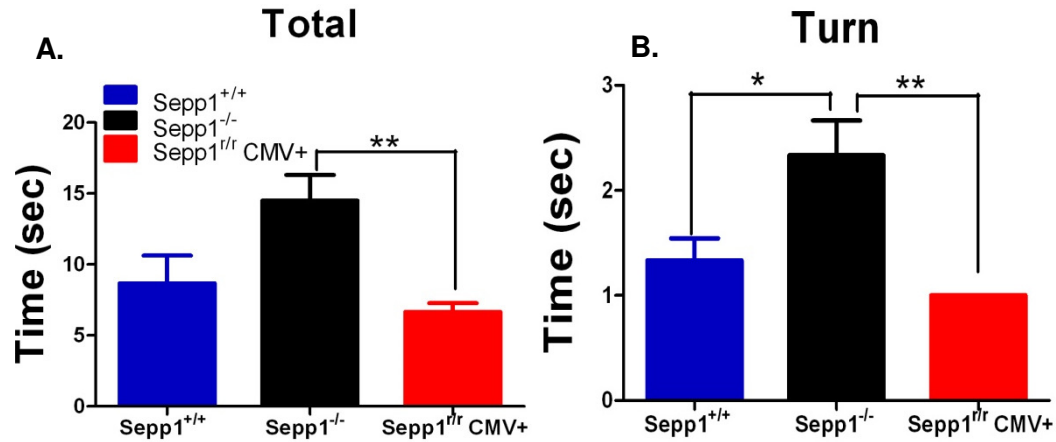 A.
Total
Sepp1+/+
Sepp1-/-
Sepp1r/r CMV+
Time (sec)
20
15
10
5
0
**
Sepp1+/+ Sepp1-/- Sepp1r/r CMV+
B.
Turn
Time (sec)
3
2
1
0
* **
Sepp1+/+ Sepp1-/- Sepp1r/r CMV+